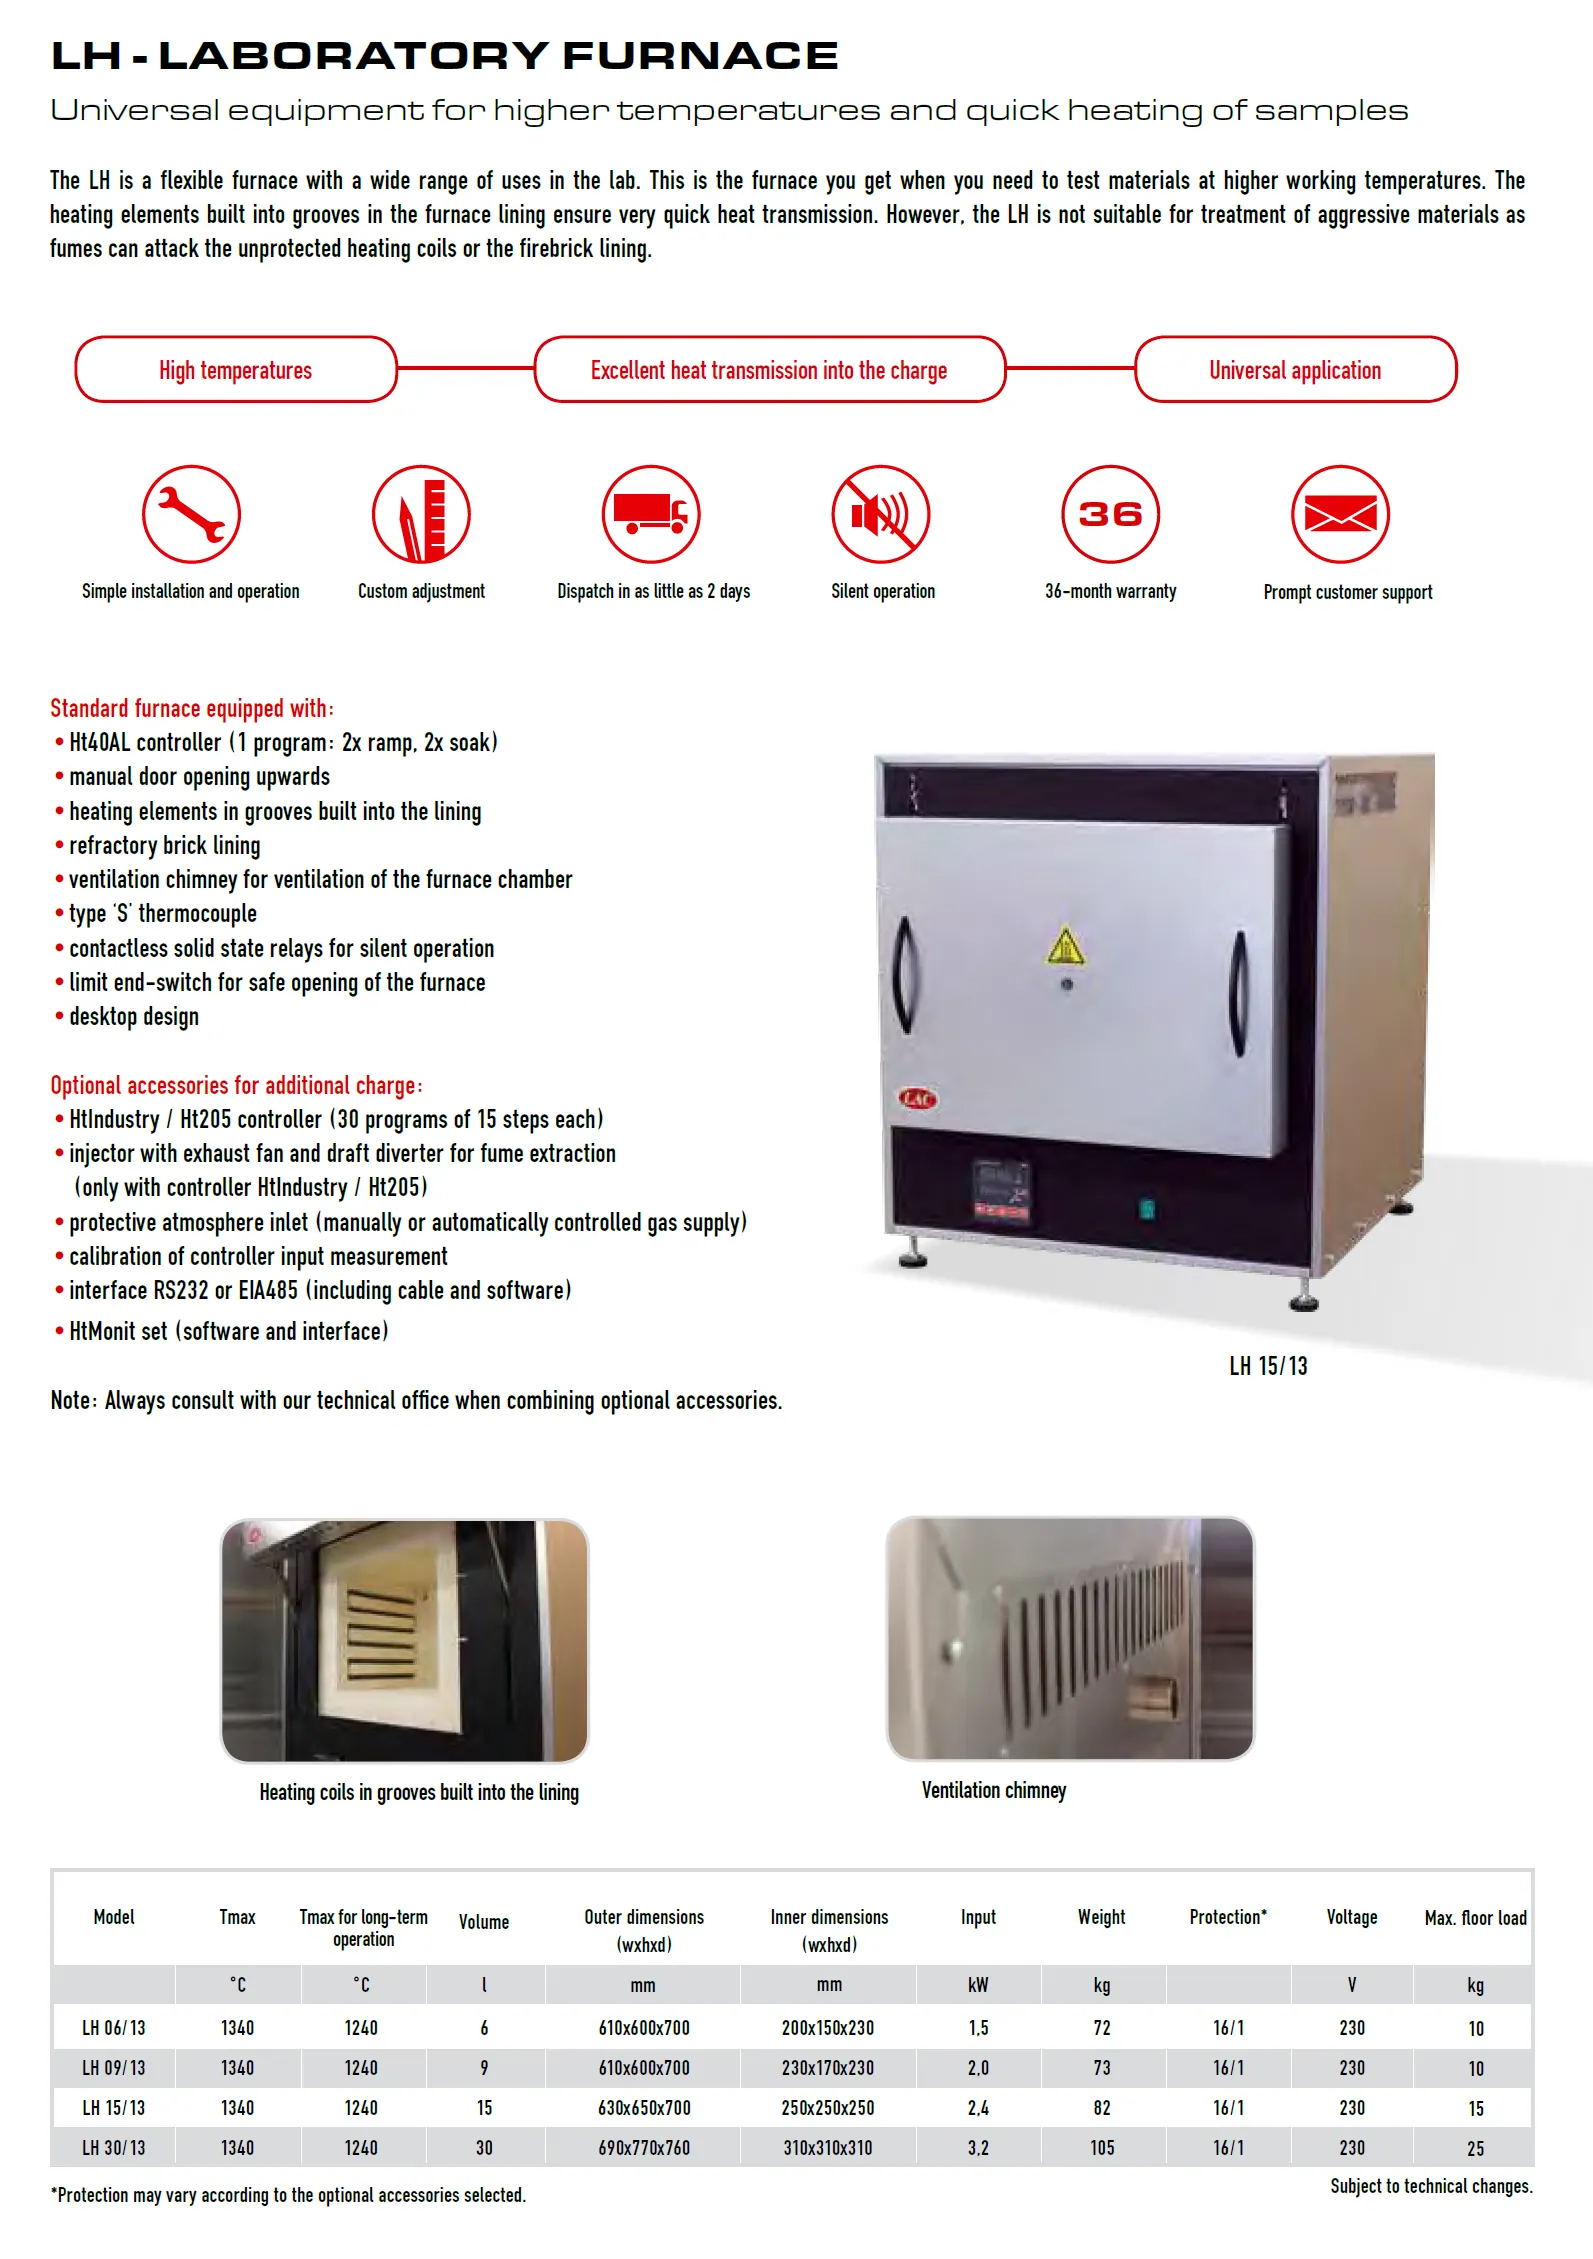 LH - LABORATORY FURNACE
Universal equipment for higher temperatures and quick heating of samples
The LH is a flexible furnace with a wide range of uses in the lab. This is the furnace you get when you need to test materials at higher working temperatures. The
heating elements built into grooves in the furnace lining ensure very quick heat transmission. However, the LH is not suitable for treatment of aggressive materials as
fumes can attack the unprotected heating coils or the firebrick lining.
High temperatures
Excellent heat transmission into the charge
Universal application
36
Simple installation and operation
Custom adjustment
Dispatch in as little as 2 days
Silent operation
36-month warranty
Prompt customer support
Standard furnace equipped with:
• Ht40AL controller (1 program: 2x ramp, 2x soak)
• manual door opening upwards
• heating elements in grooves built into the lining
• refractory brick lining
• ventilation chimney for ventilation of the furnace chamber
• type ‘S’ thermocouple
• contactless solid state relays for silent operation
• limit end-switch for safe opening of the furnace
• desktop design
Optional accessories for additional charge:
• HtIndustry / Ht205 controller (30 programs of 15 steps each)
• injector with exhaust fan and draft diverter for fume extraction
(only with controller HtIndustry / Ht205)
• protective atmosphere inlet (manually or automatically controlled gas supply)
• calibration of controller input measurement
• interface RS232 or EIA485 (including cable and software)
• HtMonit set (software and interface)
Note: Always consult with our technical office when combining optional accessories.
LAC
LH 15/13
Heating coils in grooves built into the lining
Ventilation chimney
Model Tmax Tmax for long-term operation Volume Outer dimensions (wxhxd) Inner dimensions (wxhxd) Input Weight Protection* Voltage Max. floor load
°C °C l mm mm kW kg V kg
LH 06/13 1340 1240 6 610x600x700 200x150x230 1,5 72 16/1 230 10
LH 09/13 1340 1240 9 610x600x700 230x170x230 2,0 73 16/1 230 10
LH 15/13 1340 1240 15 630x650x700 250x250x250 2,4 82 16/1 230 15
LH 30/13 1340 1240 30 690x770x760 310x310x310 3,2 105 16/1 230 25
*Protection may vary according to the optional accessories selected.
Subject to technical changes.